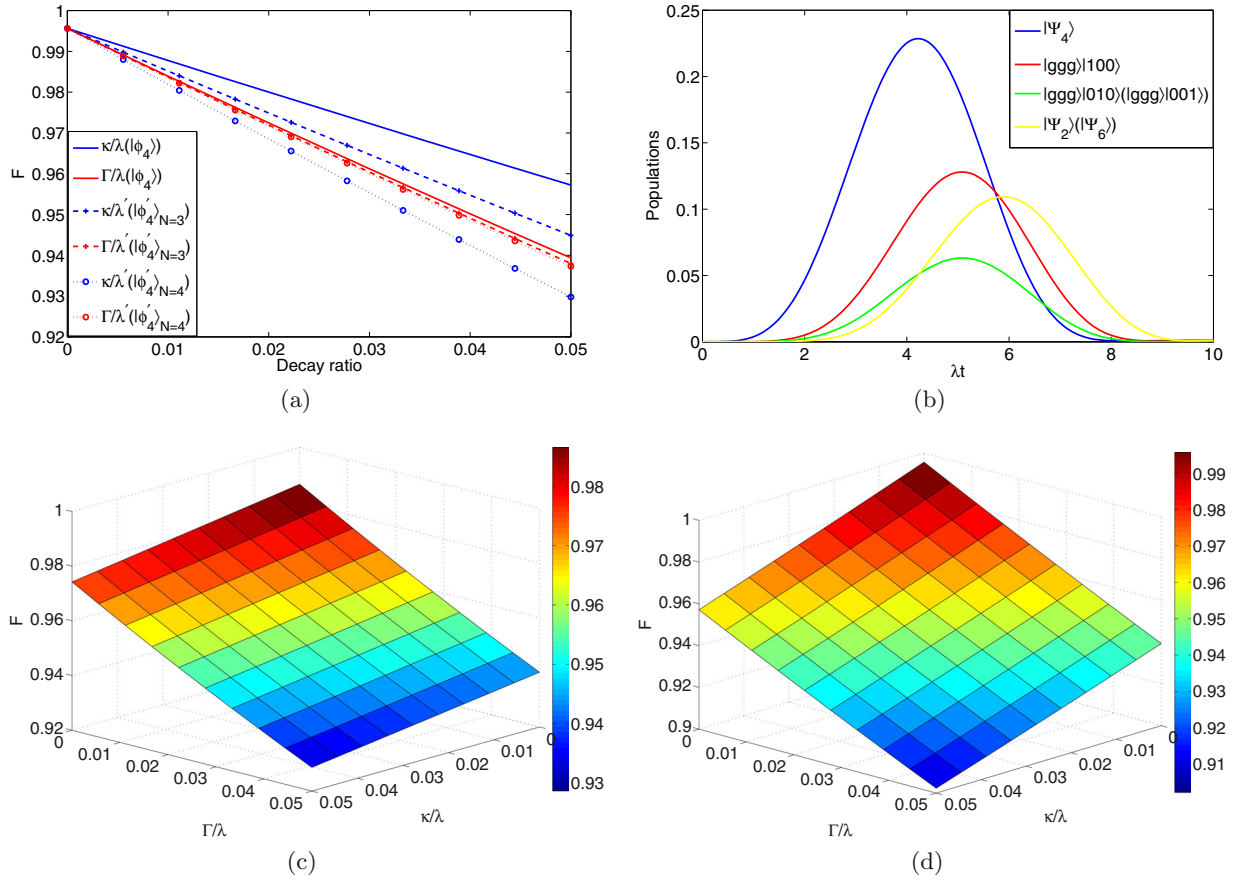 1
0.99
0.98
0.97
0.96
0.95
0.94
0.93
0.92
F
κ/λ(|ϕ₄⟩)
Γ/λ(|ϕ₄⟩)
κ/λ′(|ϕ′₄⟩N=3)
Γ/λ′(|ϕ′₄⟩N=3)
κ/λ′(|ϕ′₄⟩N=4)
Γ/λ′(|ϕ′₄⟩N=4)
0 0.01 0.02 0.03 0.04 0.05
Decay ratio
(a)
0.25
0.2
0.15
0.1
0.05
0
Populations
|Ψ₄⟩
|ggg⟩|100⟩
|ggg⟩|010⟩(|ggg⟩|001⟩)
|Ψ₂⟩(|Ψ₆⟩)
0 2 4 6 8 10
λt
(b)
1
0.98
0.96
0.94
0.92
F
0 0.01 0.02 0.03 0.04 0.05
Γ/λ
0.05 0.04 0.03 0.02 0.01 0
κ/λ
0.98
0.97
0.96
0.95
0.94
0.93
(c)
1
0.98
0.96
0.94
0.92
0.9
F
0 0.01 0.02 0.03 0.04 0.05
Γ/λ
0.05 0.04 0.03 0.02 0.01 0
κ/λ
0.99
0.98
0.97
0.96
0.95
0.94
0.93
0.92
0.91
(d)